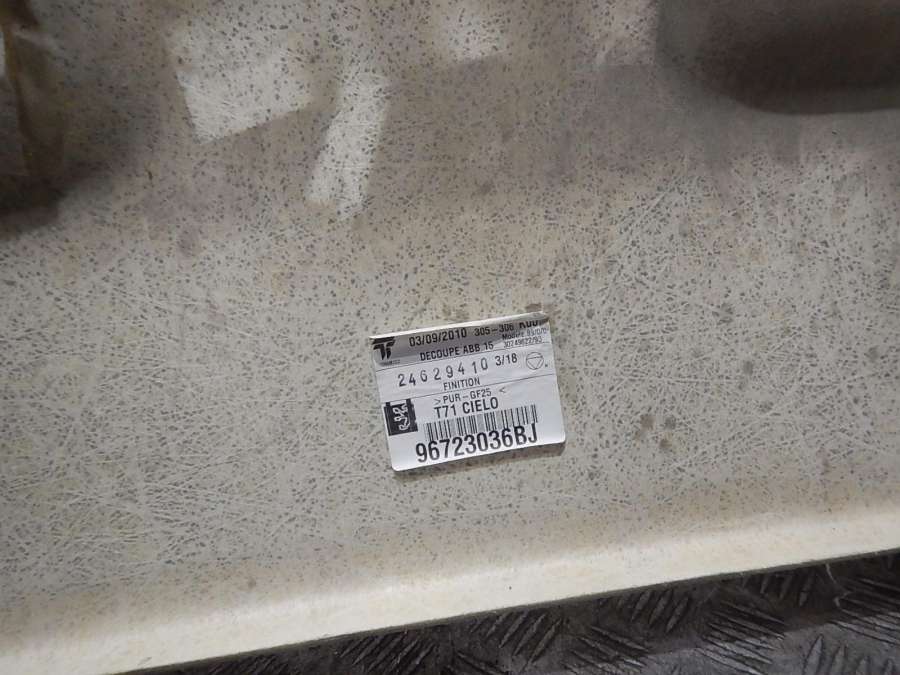 03/09/2010 305-306
DECOUPE ABB 15
24629410 3/18
FINITION
>PUR-GF25<
T71 CIELO
96723036BJ